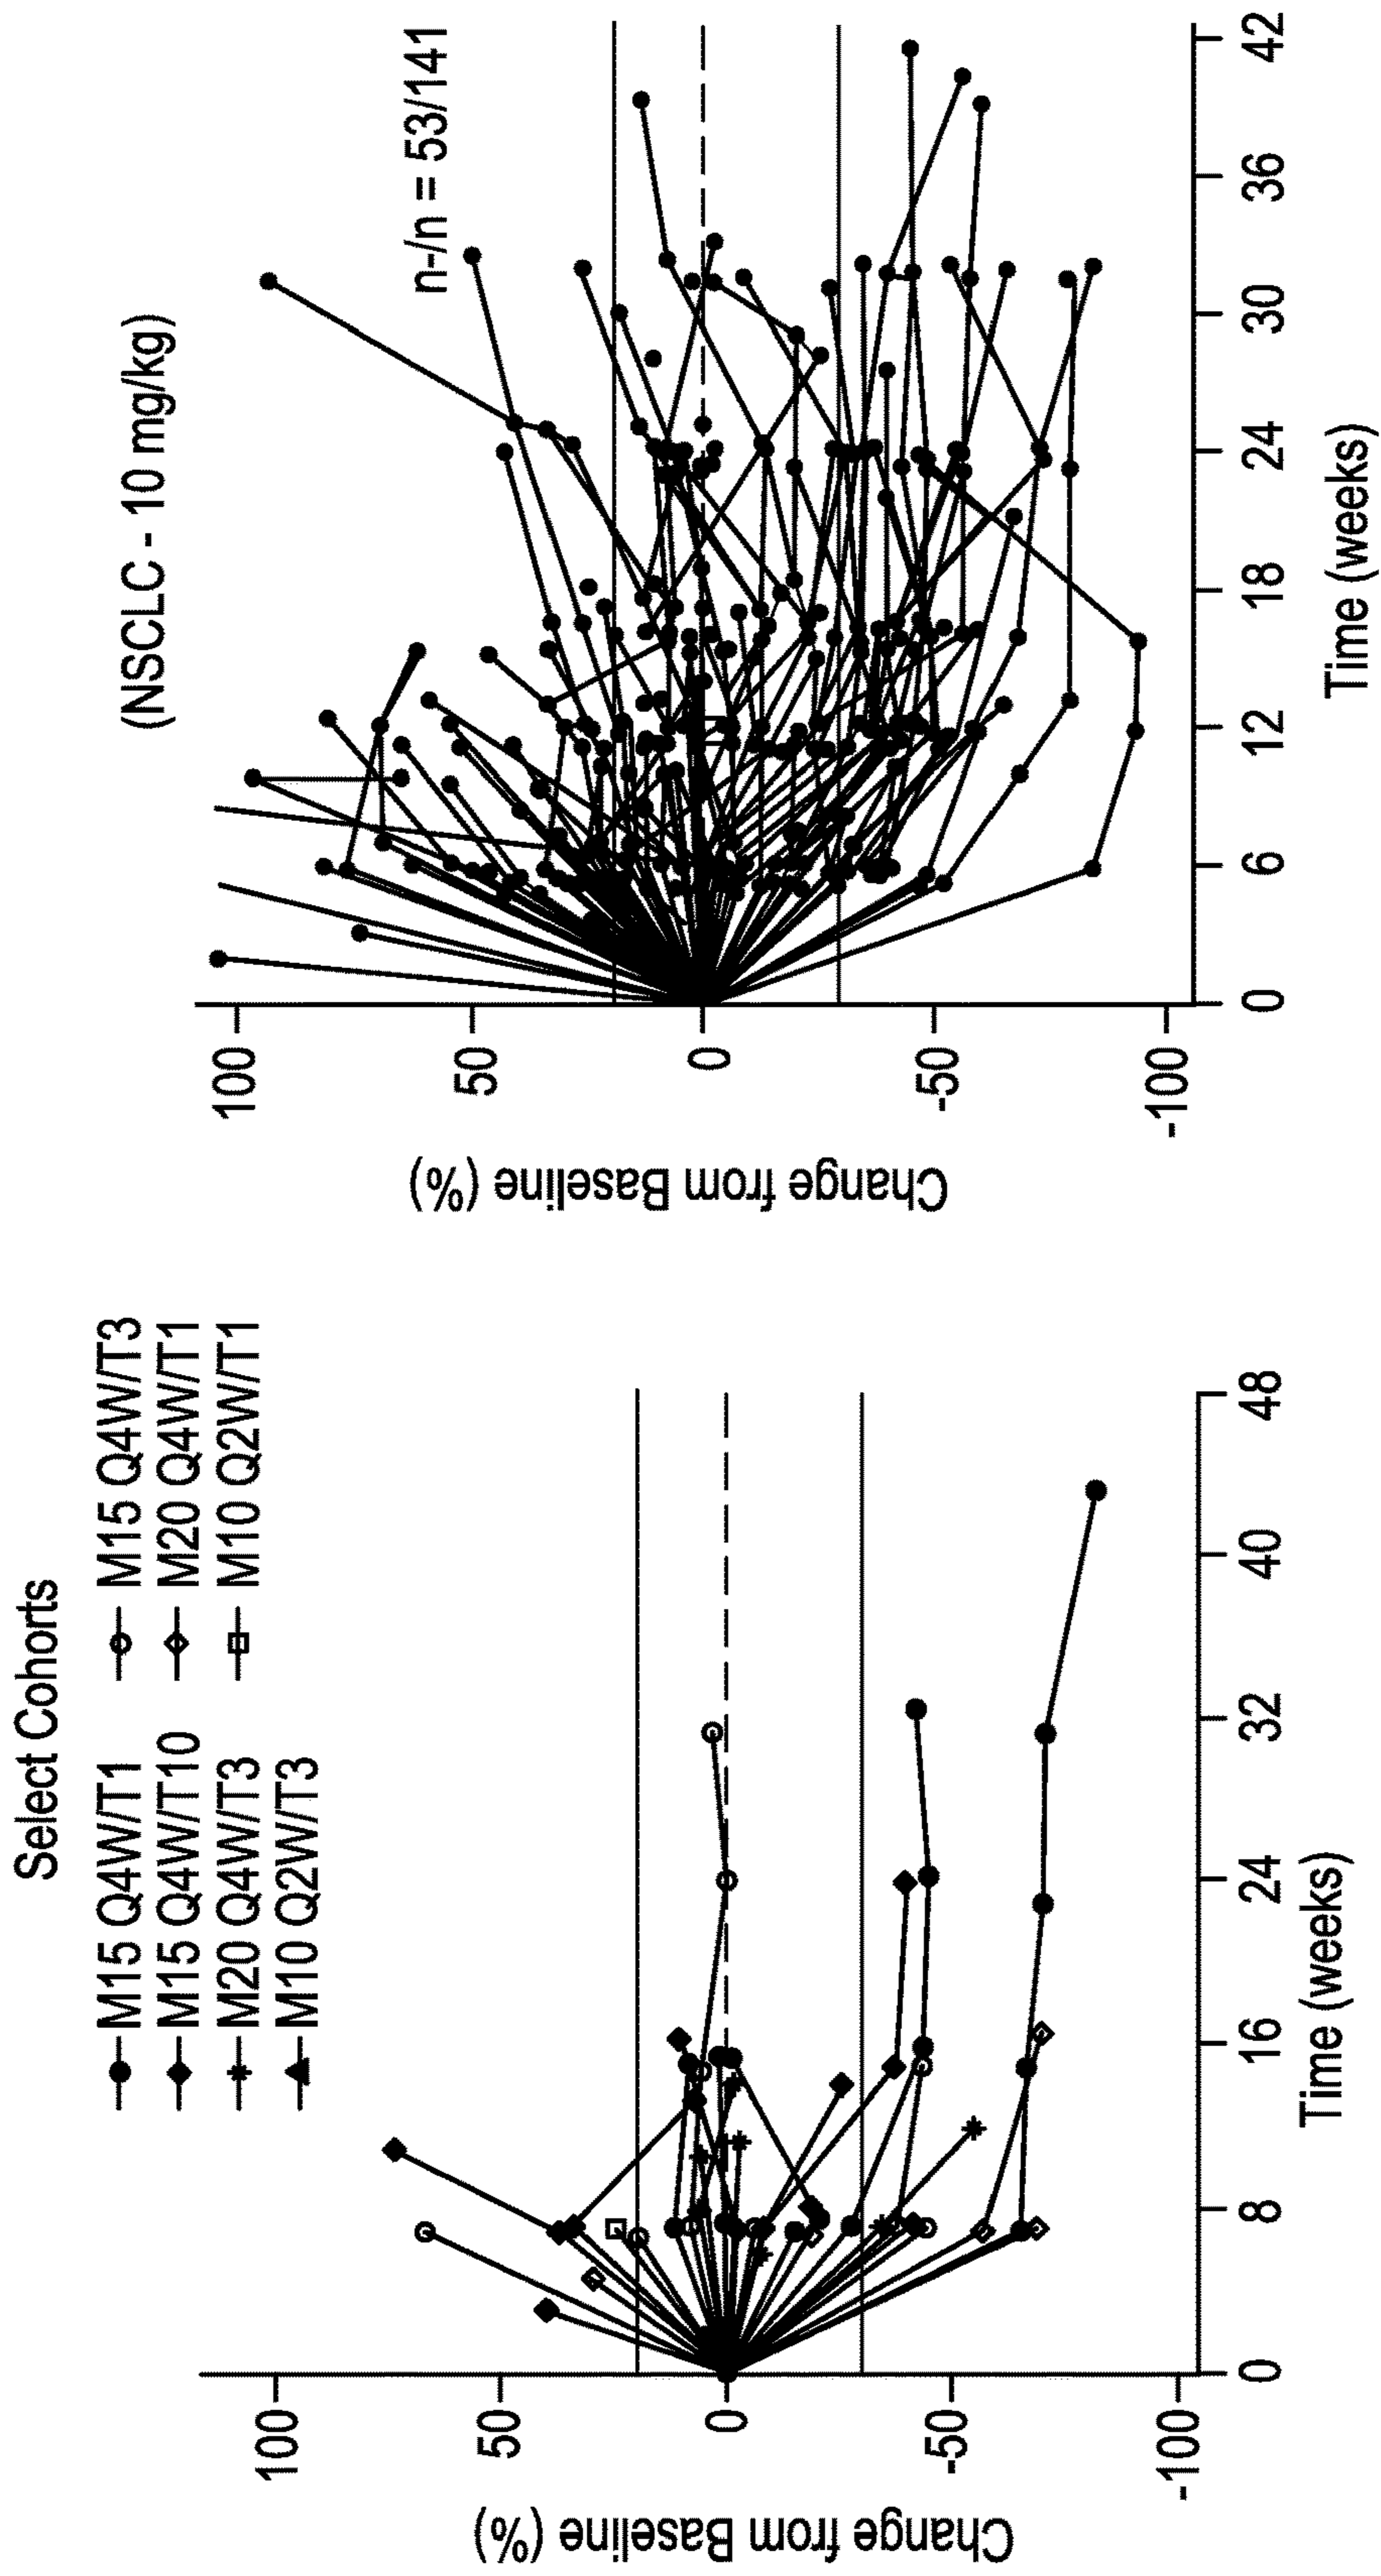 Select Cohorts
M15 Q4W/T1
M15 Q4W/T3
M15 Q4W/T10
M20 Q4W/T1
M20 Q4W/T3
M10 Q2W/T1
M10 Q2W/T3
Change from Baseline (%)
100
50
0
-50
-100
0
8
16
24
32
40
48
Time (weeks)
(NSCLC - 10 mg/kg)
n-/n = 53/141
Change from Baseline (%)
100
50
0
-50
-100
0
6
12
18
24
30
36
42
Time (weeks)